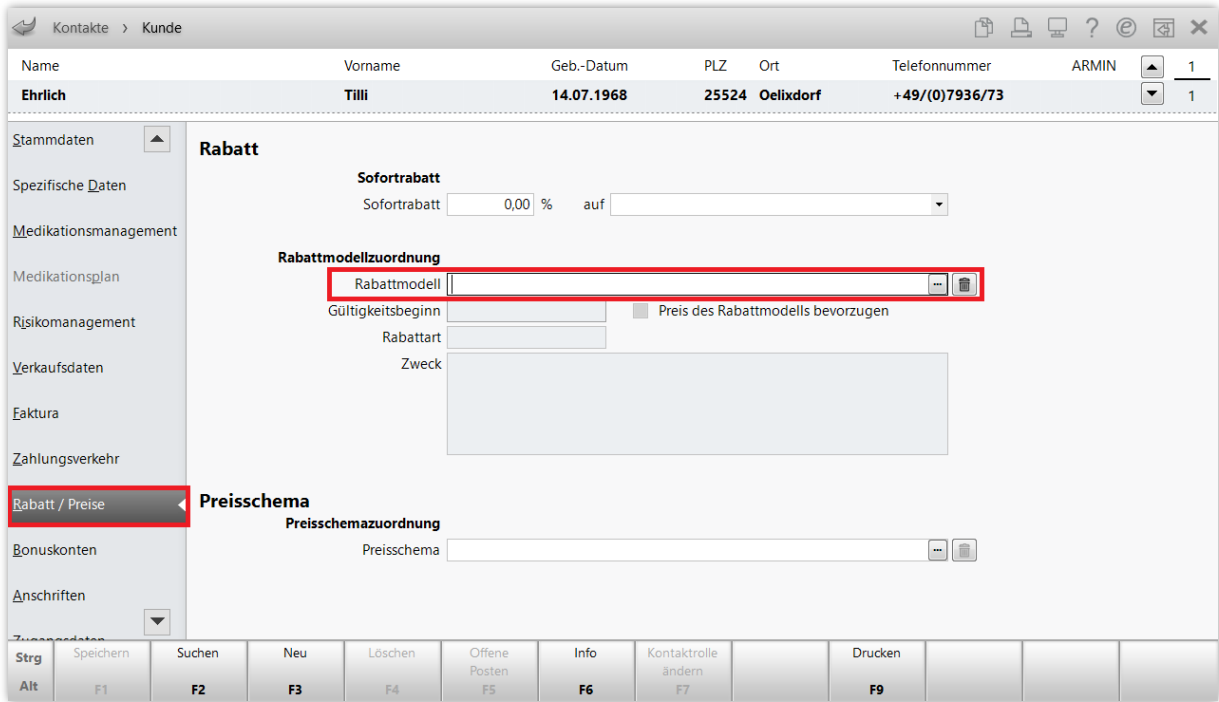 Kontakte > Kunde
Name Vorname Geb.-Datum PLZ Ort Telefonnummer ARMIN 1
Ehrlich Tilli 14.07.1968 25524 Oelixdorf +49/(0)7936/73 1
Stammdaten
Spezifische Daten
Medikationsmanagement
Medikationsplan
Risikomanagement
Verkaufsdaten
Faktura
Zahlungsverkehr
Rabatt / Preise
Bonuskonten
Anschriften
Zugangsdaten
Rabatt
Sofortrabatt
Sofortrabatt 0,00 % auf
Rabattmodellzuordnung
Rabattmodell ...
Gültigkeitsbeginn Preis des Rabattmodells bevorzugen
Rabattart
Zweck
Preisschema
Preisschemazuordnung
Preisschema ...
Strg Speichern Suchen Neu Löschen Offene Info Kontaktrolle Drucken
Posten ändern
Alt F1 F2 F3 F4 F5 F6 F7 F9